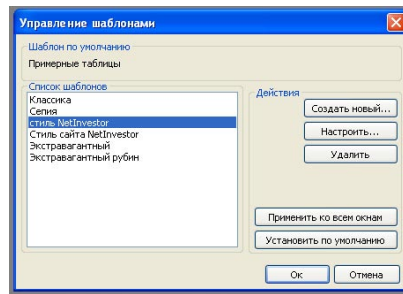 Управление шаблонами
Шаблон по умолчанию
Примерные таблицы
Список шаблонов
Классика
Сепия
стиль NetInvestor
Стиль сайта NetInvestor
Экстравагантный
Экстравагантный рубин
Действия
Создать новый...
Настроить...
Удалить
Применить ко всем окнам
Установить по умолчанию
Ок
Отмена